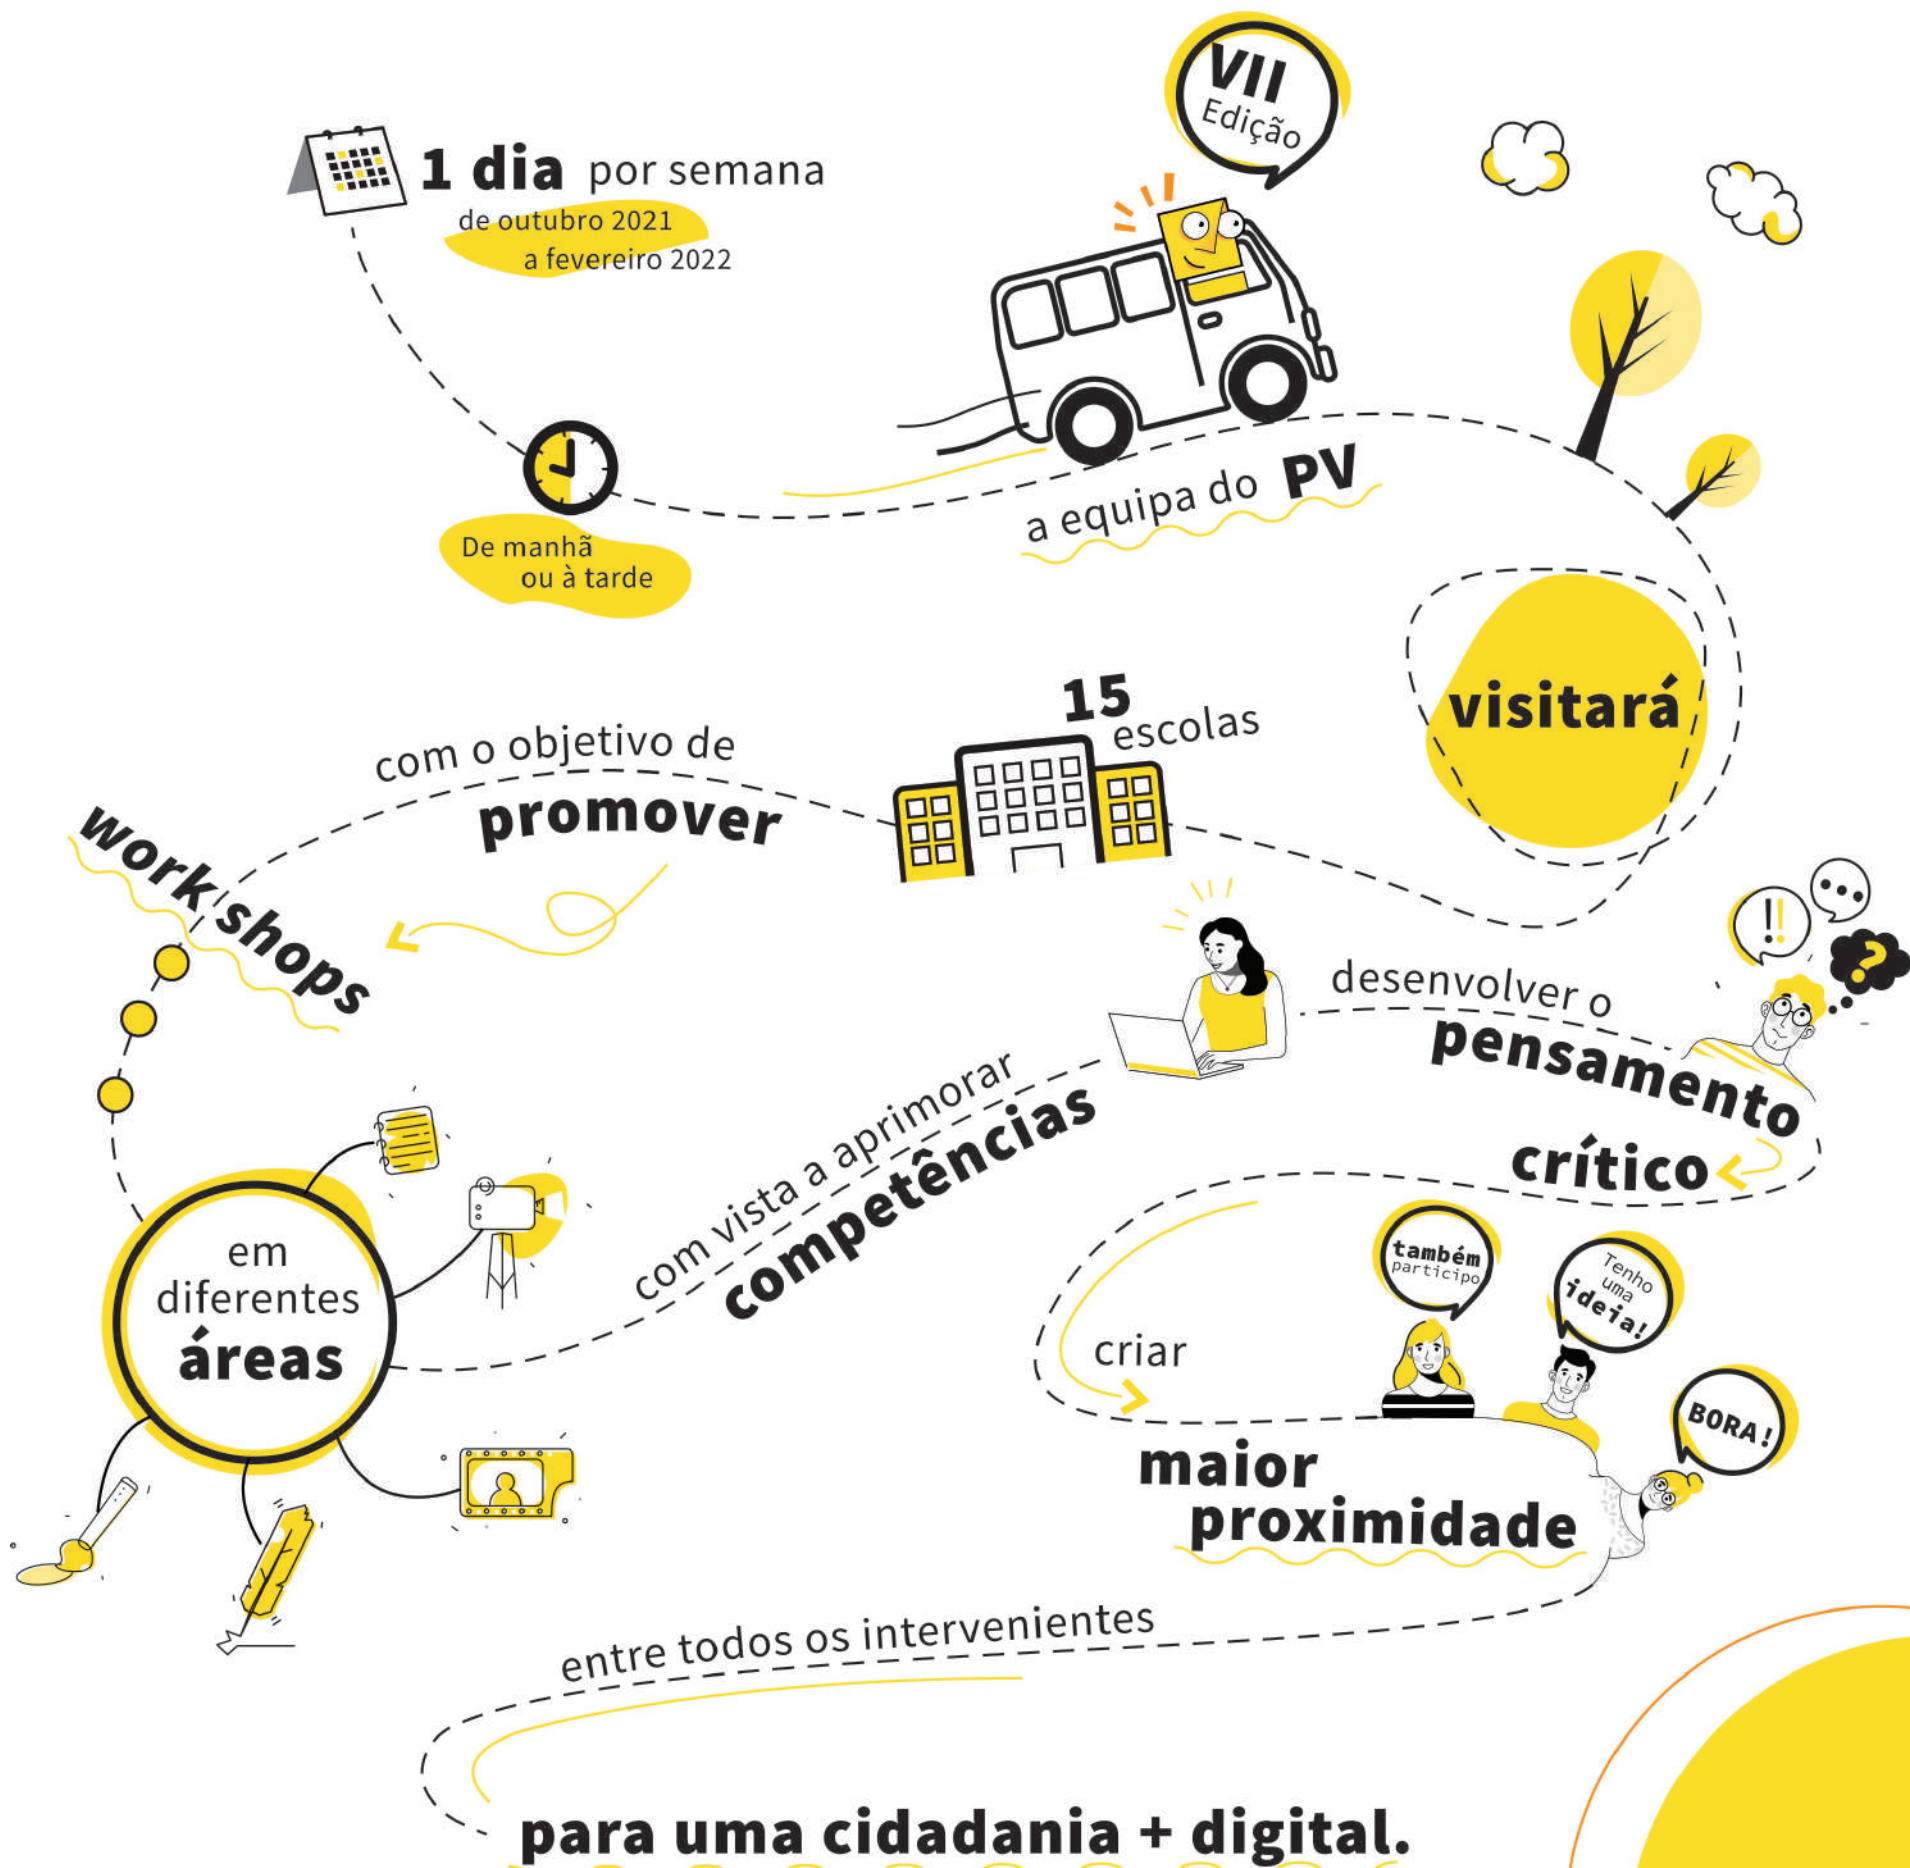 VII
Edição
1 dia por semana
de outubro 2021
a fevereiro 2022
De manhã
ou à tarde
a equipa do PV
visitará
15
escolas
com o objetivo de
promover
workshops
em
diferentes
áreas
com vista a aprimorar
competências
desenvolver o
pensamento
crítico
!!
?
criar
maior
proximidade
também
participo
Tenho
uma
ideia!
BORA!
entre todos os intervenientes
para uma cidadania + digital.